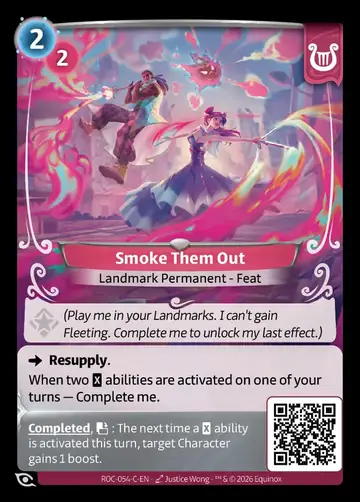 2
2
Smoke Them Out
Landmark Permanent - Feat
(Play me in your Landmarks. I can't gain
Fleeting. Complete me to unlock my last effect.)
Resupply.
When two X abilities are activated on one of your
turns — Complete me.
Completed, : The next time a X ability
is activated this turn, target Character
gains 1 boost.
ROC-054-C-EN - Justice Wong - ™ & © 2026 Equinox